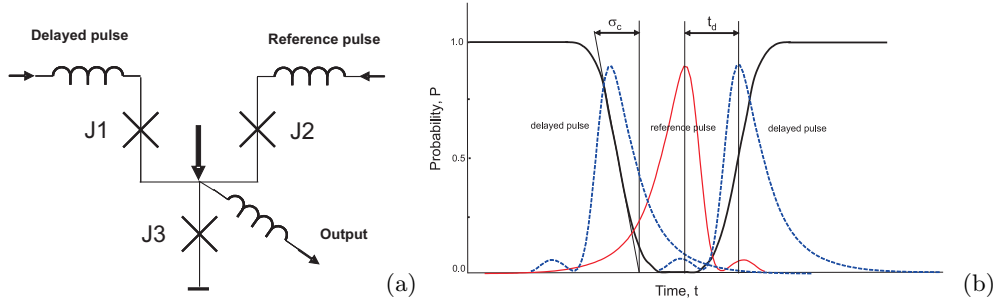 Delayed pulse
Reference pulse
J1
J2
J3
Output
(a)
σc
td
1.0
0.5
0.0
Probability, P
delayed pulse
reference pulse
delayed pulse
Time, t
(b)